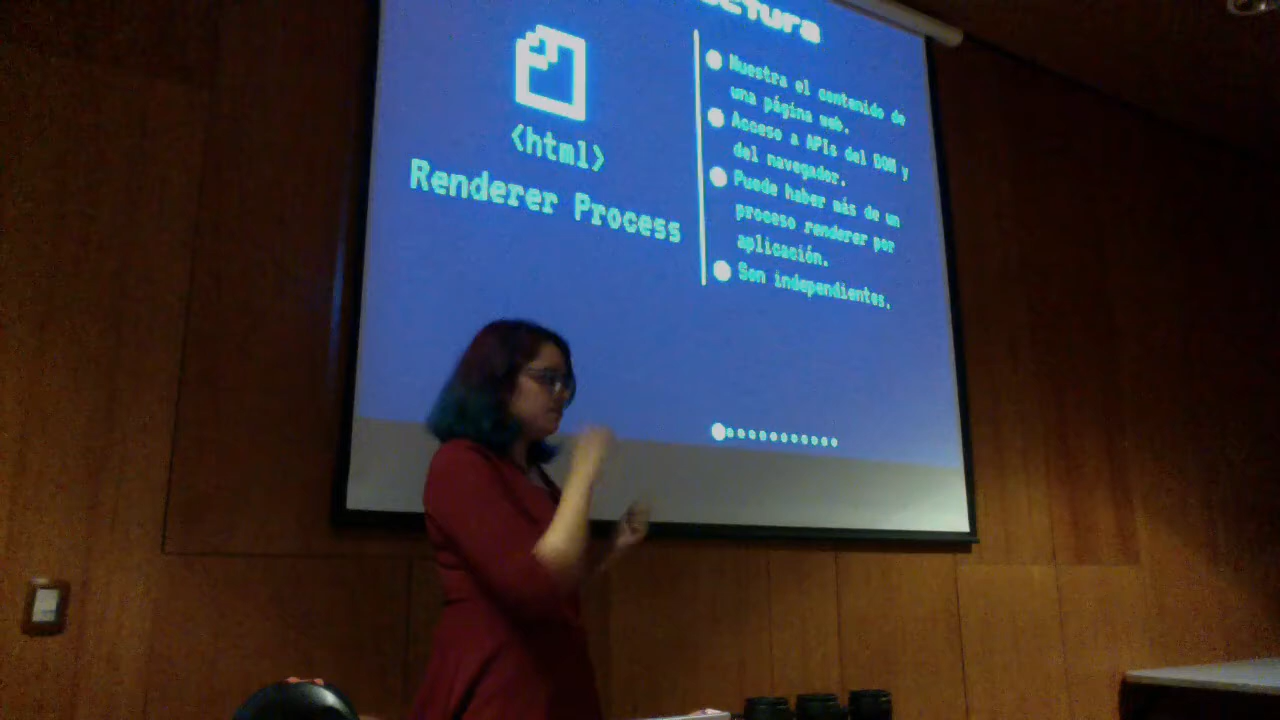 <html>
Renderer Process
Muestra el contenido de
una página web.
Acceso a APIs del DOM y
del navegador.
Puede haber más de un
proceso renderer por
aplicación.
Son independientes.